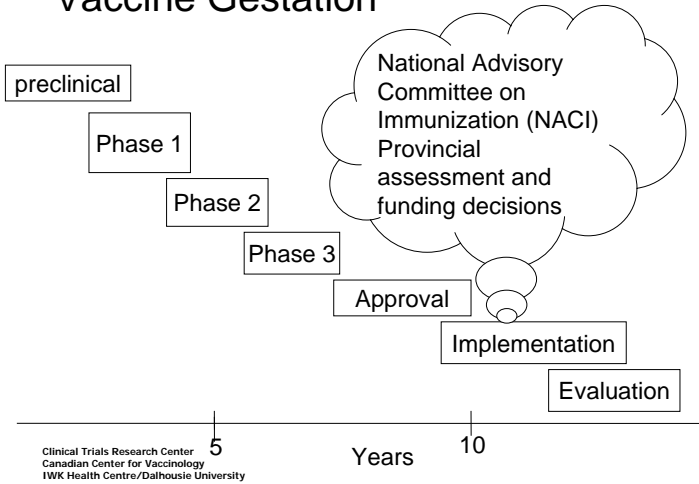 Vaccine Gestation
preclinical
Phase 1
Phase 2
Phase 3
Approval
National Advisory
Committee on
Immunization (NACI)
Provincial
assessment and
funding decisions
Implementation
Evaluation
5
Years
10
Clinical Trials Research Center
Canadian Center for Vaccinology
IWK Health Centre/Dalhousie University